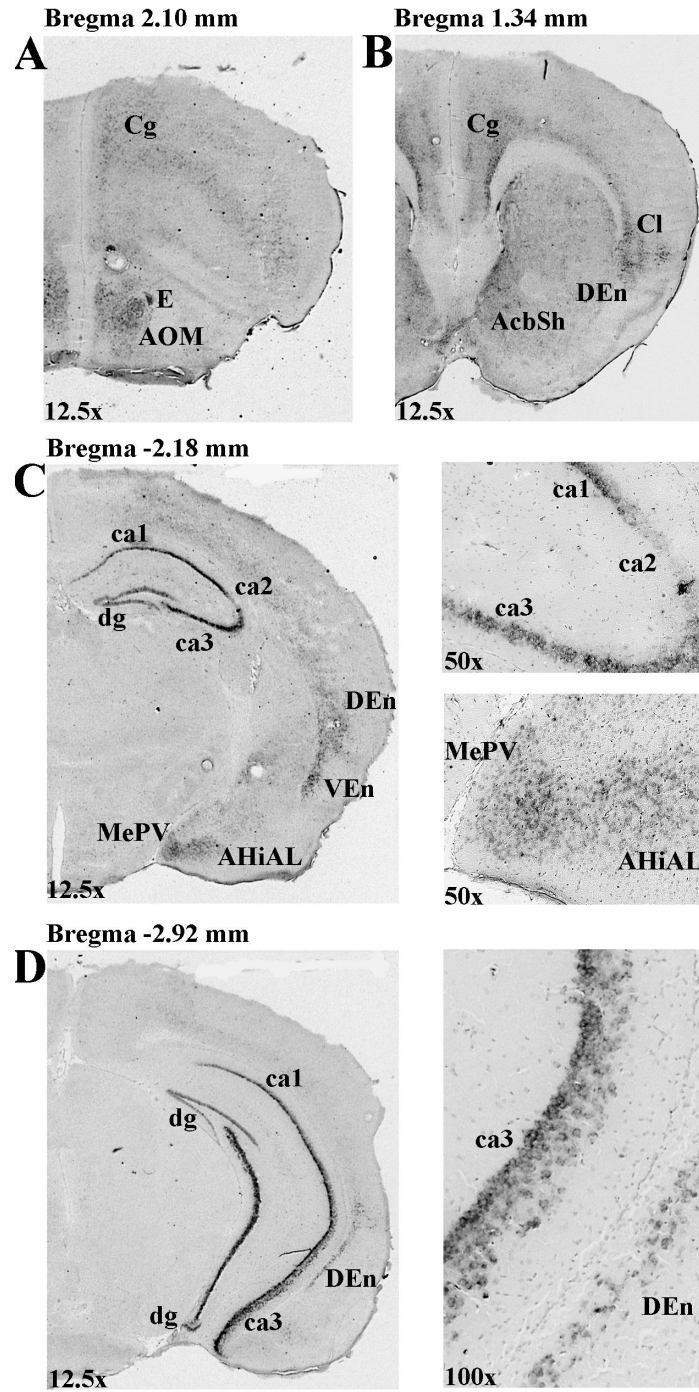 Bregma 2.10 mm
A
Cg
E
AOM
12.5x
Bregma 1.34 mm
B
Cg
Cl
DEn
AcbSh
12.5x
Bregma -2.18 mm
C
ca1
ca2
dg
ca3
DEn
VEn
MePV
AHiAL
12.5x
ca1
ca2
ca3
50x
MePV
AHiAL
50x
Bregma -2.92 mm
D
ca1
dg
DEn
dg
ca3
12.5x
ca3
DEn
100x